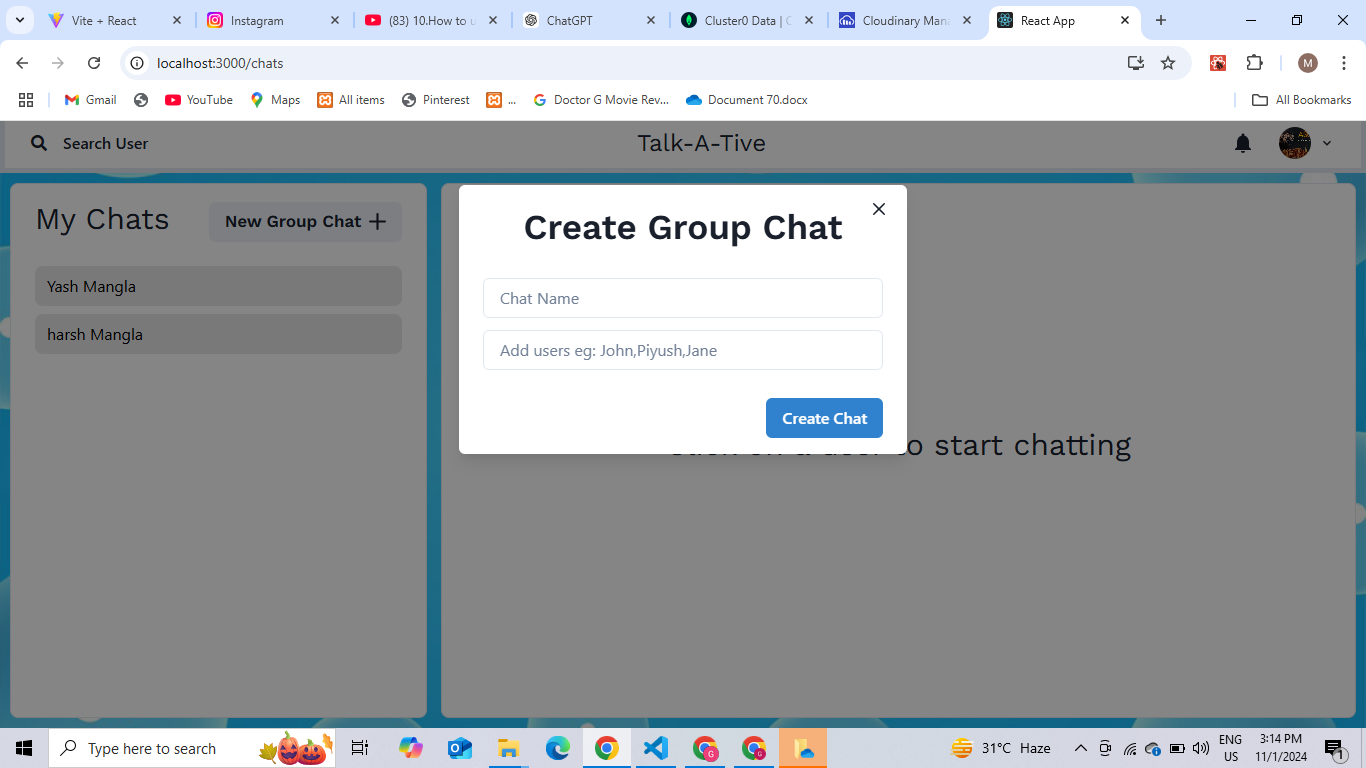 Vite + React
Instagram
(83) 10.How to u
ChatGPT
Cluster0 Data | C
Cloudinary Man
React App
localhost:3000/chats
M
Gmail
YouTube
Maps
All items
Pinterest
...
Doctor G Movie Rev...
Document 70.docx
All Bookmarks
Search User
Talk-A-Tive
My Chats
New Group Chat
Yash Mangla
harsh Mangla
Create Group Chat
Chat Name
Add users eg: John,Piyush,Jane
Create Chat
to start chatting
Type here to search
31°C Haze
ENG
US
3:14 PM
11/1/2024
1